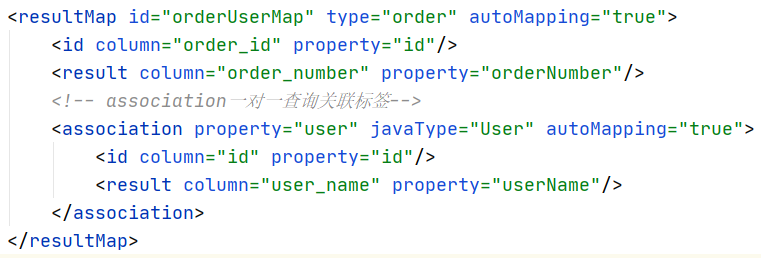 <resultMap id="orderUserMap" type="order" autoMapping="true">
<id column="order_id" property="id"/>
<result column="order_number" property="orderNumber"/>
<!-- association一对一查询关联标签-->
<association property="user" javaType="User" autoMapping="true">
<id column="id" property="id"/>
<result column="user_name" property="userName"/>
</association>
</resultMap>